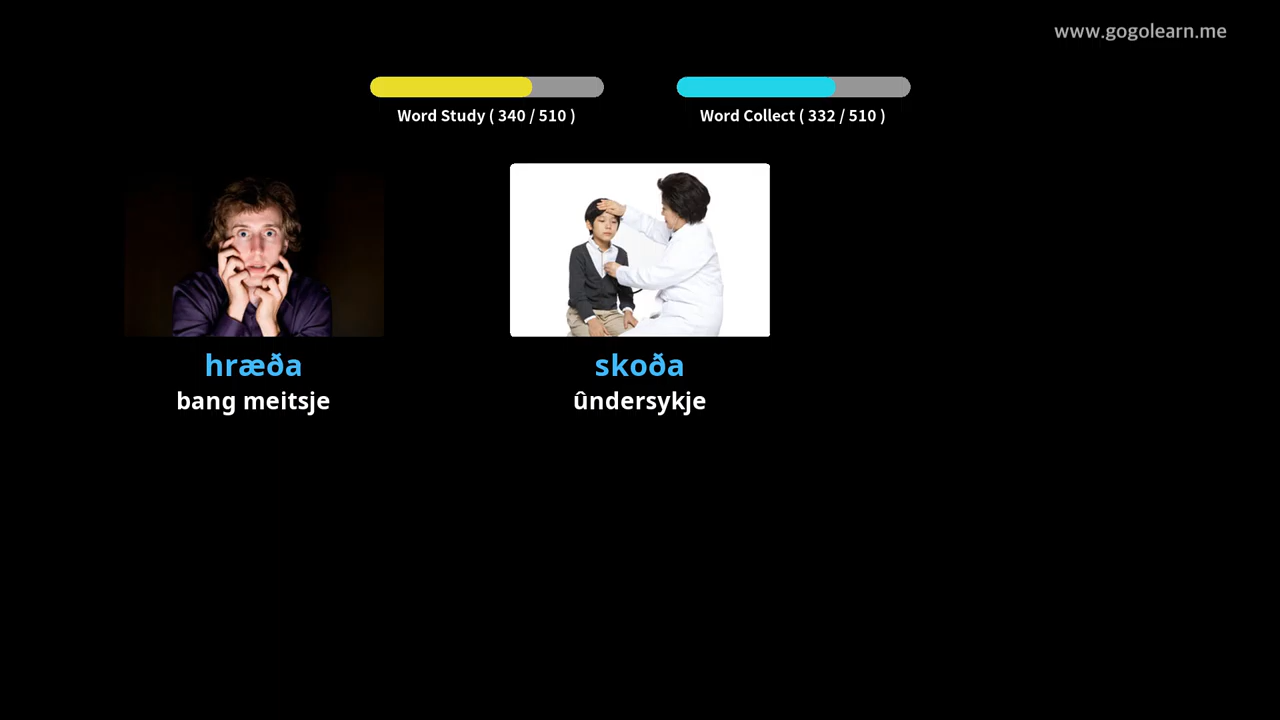 www.gogolearn.me
Word Study ( 340 / 510 )
Word Collect ( 332 / 510 )
hræða
bang meitsje
skoða
ûndersykje